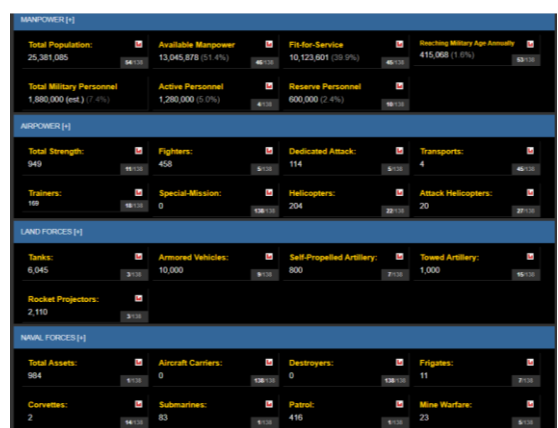 MANPOWER [+]
Total Population: Available Manpower Fit-for-Service Reaching Military Age Annually
25,381,085 13,045,878 (51.4%) 10,123,601 (39.9%) 415,068 (1.6%)
54/138 46/138 45/138 53/138
Total Military Personnel Active Personnel Reserve Personnel
1,880,000 (est.) (7.4%) 1,280,000 (5.0%) 600,000 (2.4%)
4/138 10/138
AIRPOWER [+]
Total Strength: Fighters: Dedicated Attack: Transports:
949 458 114 4
11/138 5/138 5/138 45/138
Trainers: Special-Mission: Helicopters: Attack Helicopters:
169 0 204 20
18/138 138/138 22/138 27/138
LAND FORCES [+]
Tanks: Armored Vehicles: Self-Propelled Artillery: Towed Artillery:
6,045 10,000 800 1,000
3/138 9/138 7/138 15/138
Rocket Projectors:
2,110
3/138
NAVAL FORCES [+]
Total Assets: Aircraft Carriers: Destroyers: Frigates:
984 0 0 11
1/138 138/138 138/138 7/138
Corvettes: Submarines: Patrol: Mine Warfare:
2 83 416 23
14/138 1/138 1/138 5/138